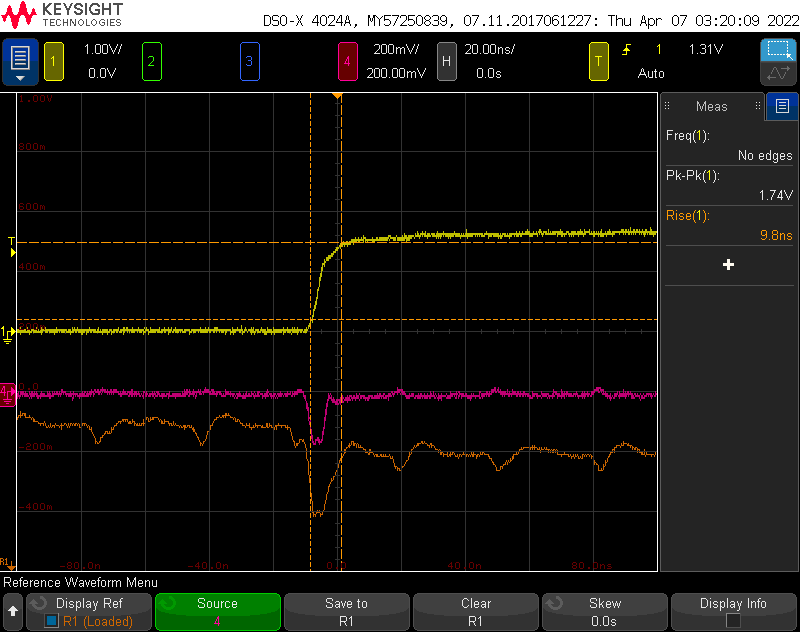 KEYSIGHT
TECHNOLOGIES
DSO-X 4024A, MY57250839, 07.11.2017061227: Thu Apr 07 03:20:09 2022
1 1.00V/ 2 3 4 200mV/ H 20.00ns/ T 1 1.31V
0.0V 200.00mV 0.0s Auto
1.00V
Meas
800m
Freq(1):
No edges
Pk-Pk(1):
1.74V
600m
Rise(1):
9.8ns
T
400m
1
4
0.0
-200m
-400m
R1
-80.0n -40.0n 0.0 40.0n 80.0ns
Reference Waveform Menu
Display Ref Source Save to Clear Skew Display Info
R1 (Loaded) 4 R1 R1 0.0s